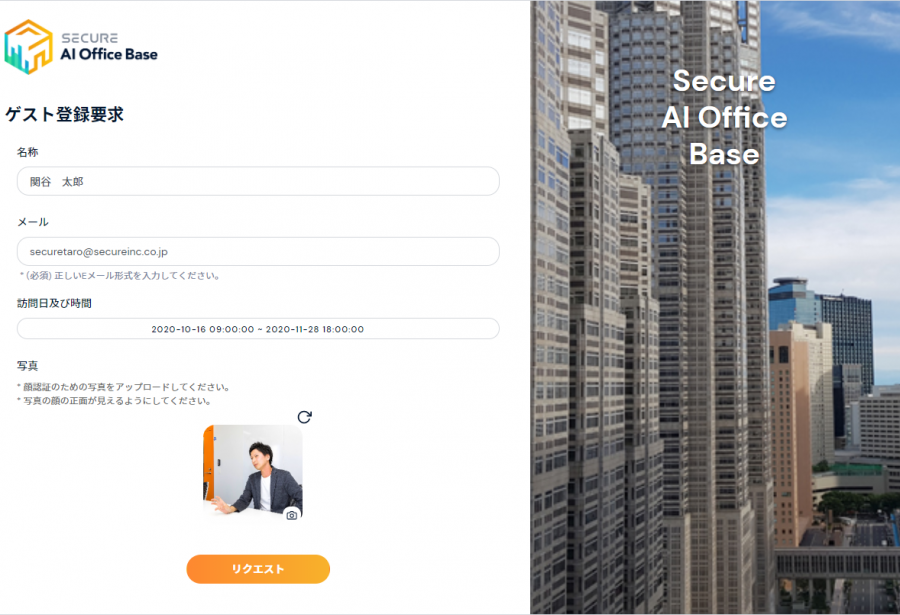 SECURE
AI Office Base
ゲスト登録要求
名称
関谷　太郎
メール
securetaro@secureinc.co.jp
* (必須) 正しいEメール形式を入力してください。
訪問日及び時間
2020-10-16 09:00:00 ~ 2020-11-28 18:00:00
写真
* 顔認証のための写真をアップロードしてください。
* 写真の顔の正面が見えるようにしてください。
リクエスト
Secure
AI Office
Base